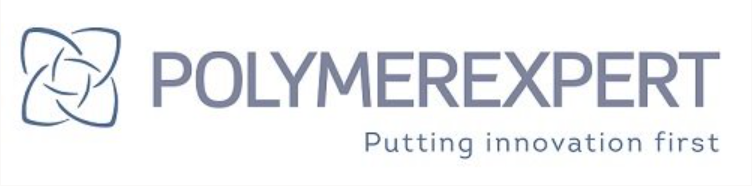 POLYMEREXPERT
Putting innovation first